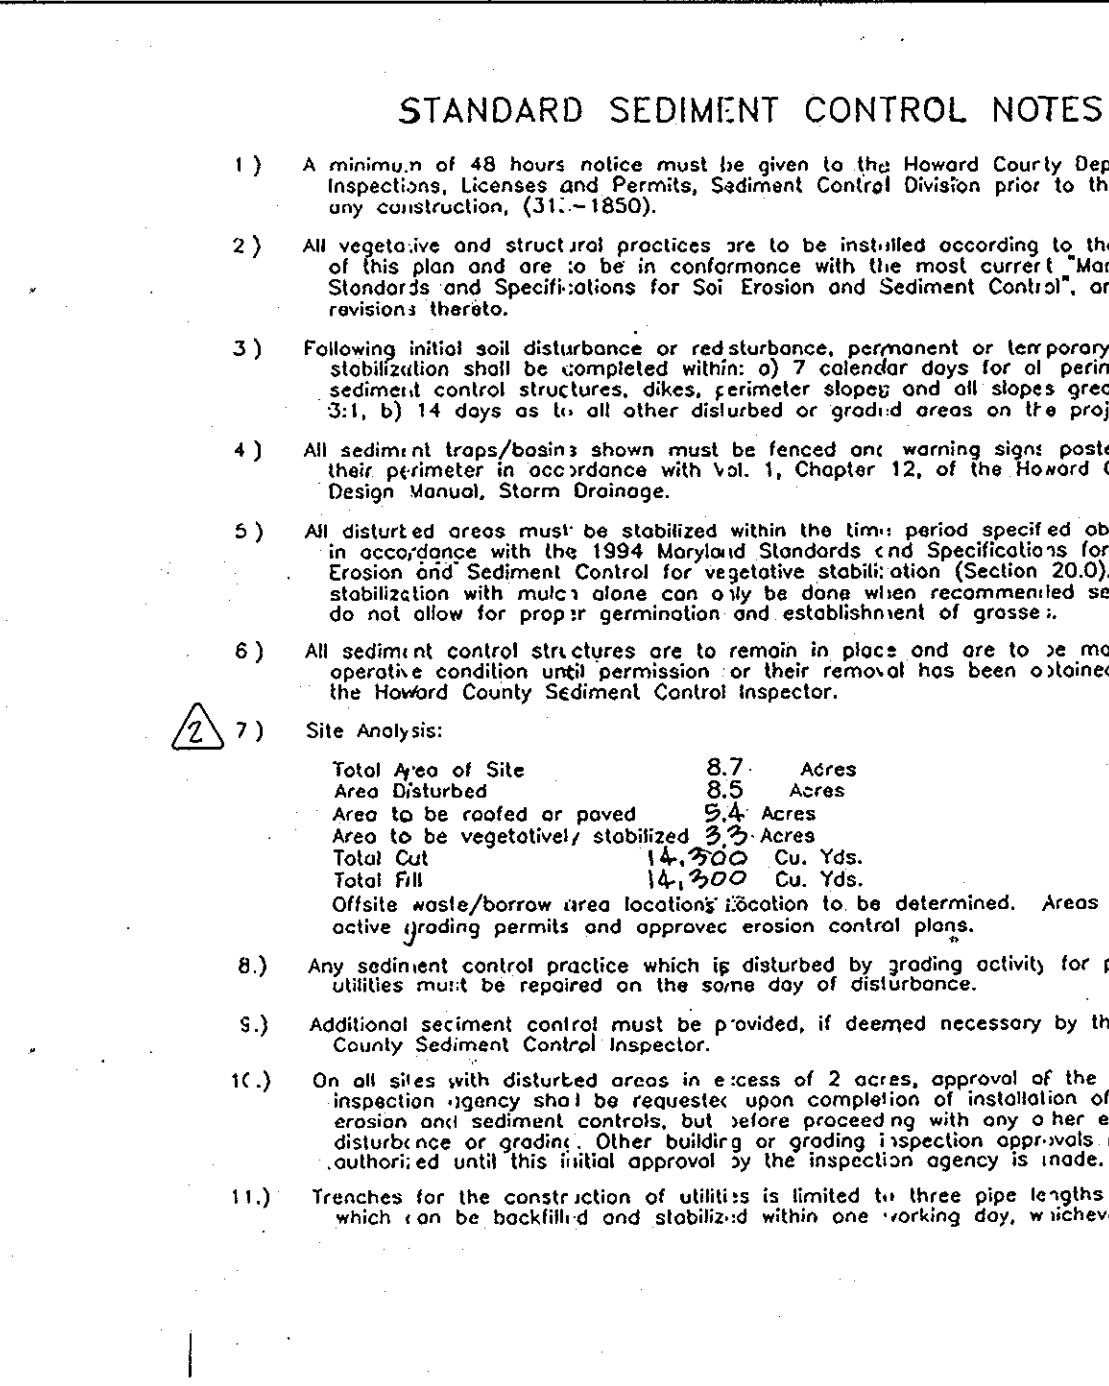 STANDARD SEDIMENT CONTROL NOTES
1 ) A minimum of 48 hours notice must be given to the Howard County Dep
Inspections, Licenses and Permits, Sediment Control Division prior to th
any construction, (313-1850).
2 ) All vegetative and structural practices are to be installed according to the
of this plan and are to be in conformance with the most current "Mar
Standards and Specifications for Soil Erosion and Sediment Control", an
revisions thereto.
3 ) Following initial soil disturbance or redisturbance, permanent or temporary
stabilization shall be completed within: a) 7 calendar days for all perim
sediment control structures, dikes, perimeter slopes and all slopes grea
3:1, b) 14 days as to all other disturbed or graded areas on the proj
4 ) All sediment traps/basins shown must be fenced and warning signs poste
their perimeter in accordance with Vol. 1, Chapter 12, of the Howard C
Design Manual, Storm Drainage.
5 ) All disturbed areas must be stabilized within the time period specified ab
in accordance with the 1994 Maryland Standards and Specifications for
Erosion and Sediment Control for vegetative stabilization (Section 20.0).
stabilization with mulch alone can only be done when recommended se
do not allow for proper germination and establishment of grasses.
6 ) All sediment control structures are to remain in place and are to be ma
operative condition until permission for their removal has been obtained
the Howard County Sediment Control Inspector.
2 7 ) Site Analysis:
Total Area of Site 8.7 Acres
Area Disturbed 8.5 Acres
Area to be roofed or paved 5.4 Acres
Area to be vegetatively stabilized 3.3 Acres
Total Cut 14,300 Cu. Yds.
Total Fill 14,300 Cu. Yds.
Offsite waste/borrow area locations location to be determined. Areas
active grading permits and approved erosion control plans.
8.) Any sediment control practice which is disturbed by grading activity for p
utilities must be repaired on the same day of disturbance.
9.) Additional sediment control must be provided, if deemed necessary by th
County Sediment Control Inspector.
10.) On all sites with disturbed areas in excess of 2 acres, approval of the
inspection agency shall be requested upon completion of installation of
erosion and sediment controls, but before proceeding with any other e
disturbance or grading. Other building or grading inspection approvals
authorized until this initial approval by the inspection agency is made.
11.) Trenches for the construction of utilities is limited to three pipe lengths
which can be backfilled and stabilized within one working day, whicheve